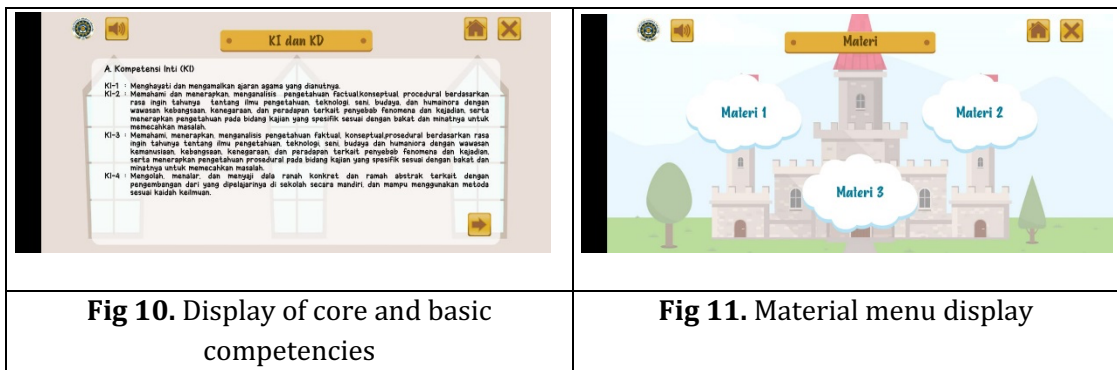 KI dan KD
A. Kompetensi Inti (KI)
KI-1 : Menghayati dan mengamalkan ajaran agama yang dianutnya.
KI-2 : Memahami dan menerapkan, menganalisis pengetahuan factual,konseptual, procedural berdasarkan
rasa ingin tahunya tentang ilmu pengetahuan, teknologi, seni, budaya, dan humainora dengan
wawasan kebangsaan, kenegaraan, dan peradapan terkait penyebab fenomena dan kejadian, serta
menerapkan pengetahuan pada bidang kajian yang spesifik sesuai dengan bakat dan minatnya untuk
memecahkan masalah.
KI-3 : Memahami, menerapkan, menganalisis pengetahuan faktual, konseptual,prosedural berdasarkan rasa
ingin tahunya tentang ilmu pengetahuan, teknologi, seni, budaya dan humaniora dengan wawasan
kemanusiaan, kebangsaan, kenegaraan, dan peradapan terkait penyebab fenomena dan kejadian,
serta menerapkan pengetahuan prosedural pada bidang kajian yang spesifik sesuai dengan bakat dan
minatnya untuk memecahkan masalah.
KI-4 : Mengolah, menalar, dan menyaji dala ranah konkret dan ramah abstrak terkait dengan
pengembangan dari yang dipelajarinya di sekolah secara mandiri, dan mampu menggunakan metoda
sesuai kaidah keilmuan.
Materi
Materi 1
Materi 2
Materi 3
Fig 10. Display of core and basic
competencies
Fig 11. Material menu display